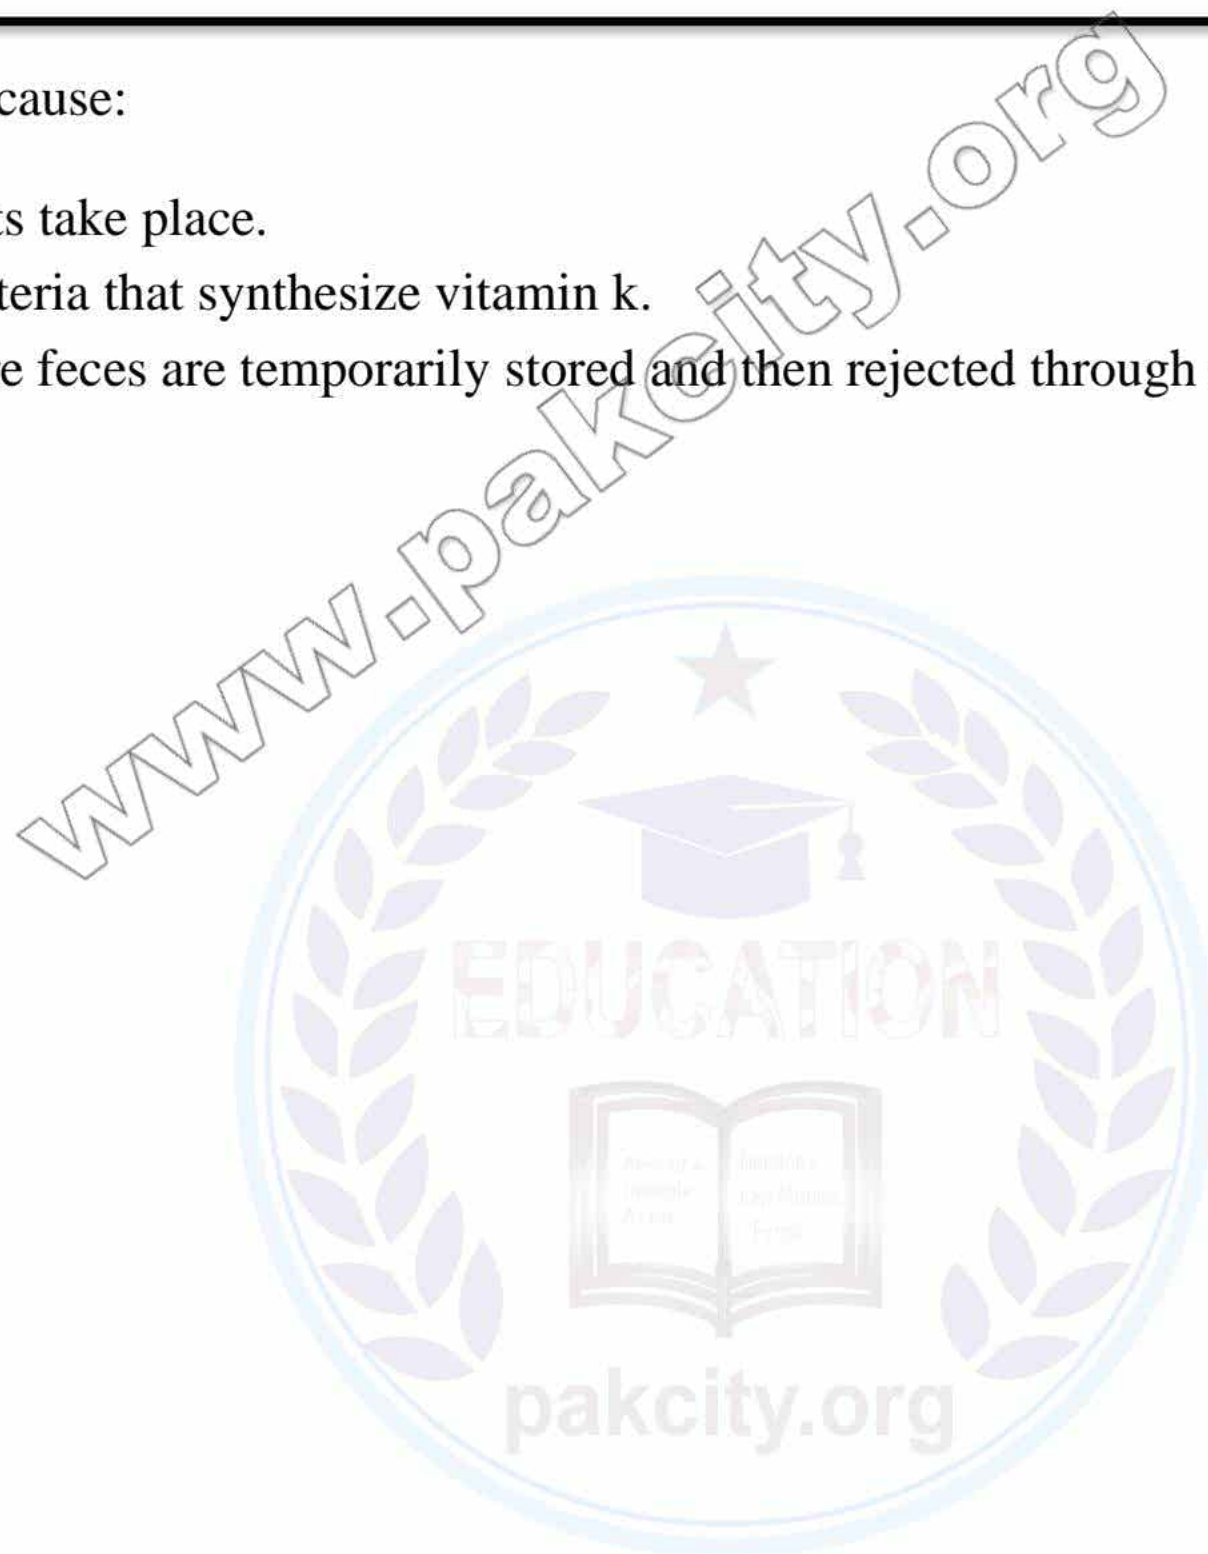 cause:
ts take place.
teria that synthesize vitamin k.
re feces are temporarily stored and then rejected through
www.pakcity.org
EDUCATION
pakcity.org